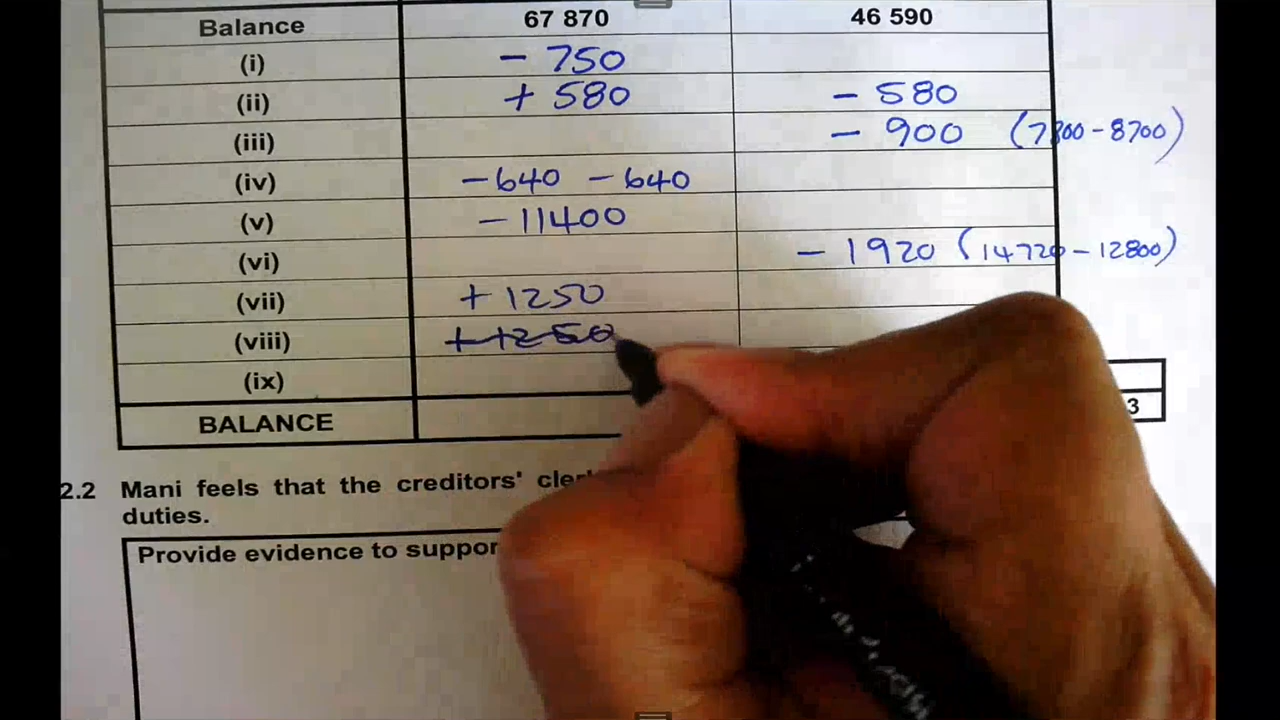 Balance 67 870 46 590
(i) - 750
(ii) + 580 - 580
(iii) - 900 (7800-8700)
(iv) -640 -640
(v) -11400
(vi) - 1920 (14720-12800)
(vii) + 1250
(viii) + 1250
(ix)
BALANCE 3
2.2 Mani feels that the creditors'
duties.
Provide evidence to